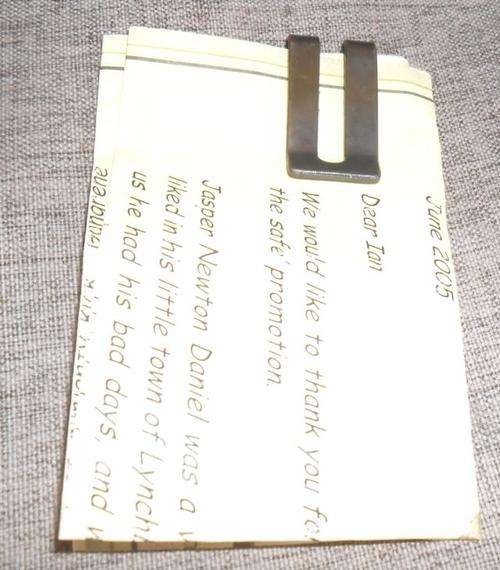 June 2005
Dear Ian
We would like to thank you for
the safe' promotion.
Jasper Newton Daniel was a
liked in his little town of Lynch
us he had his bad days, and